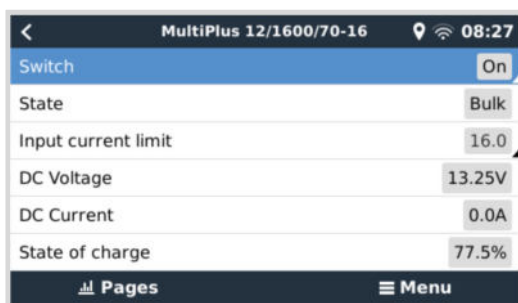 MultiPlus 12/1600/70-16 08:27
Switch On
State Bulk
Input current limit 16.0
DC Voltage 13.25V
DC Current 0.0A
State of charge 77.5%
Pages Menu